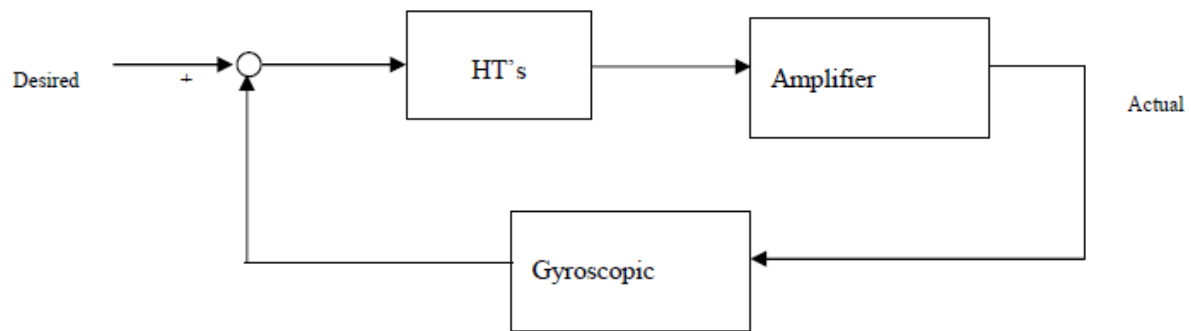 HT’s
Amplifier
Desired
+
Actual
Gyroscopic